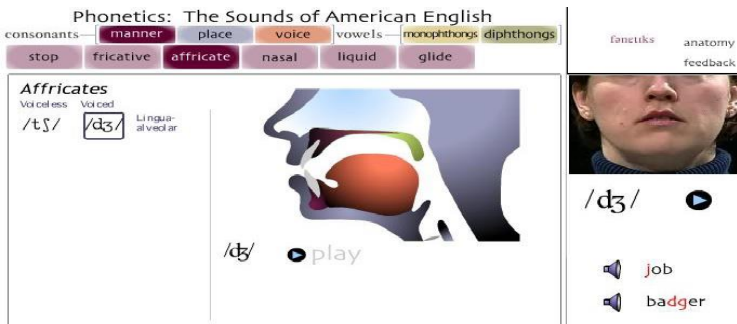 Phonetics: The Sounds of American English
consonants manner place voice vowels monophthongs diphthongs
stop fricative affricate nasal liquid glide
fənɛtɪks
anatomy
feedback
Affricates
Voiceless Voiced
/tʃ/ /dʒ/ Lingua-
alveolar
/dʒ/ play
/dʒ/
job
badger